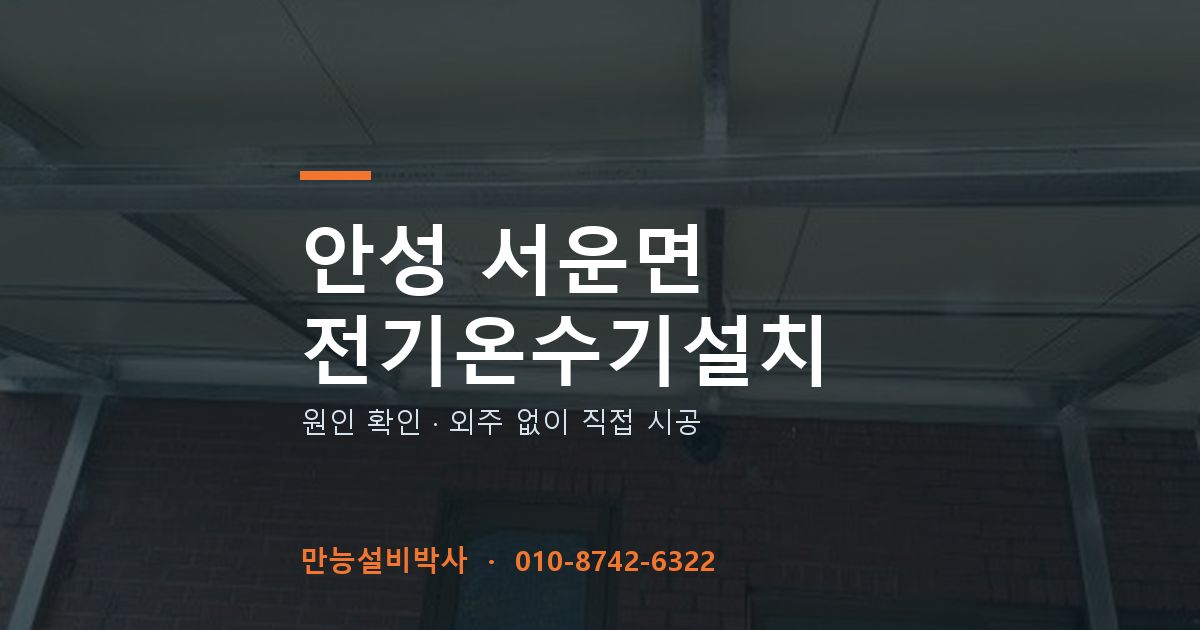 안성 서운면
전기온수기설치
원인 확인 · 외주 없이 직접 시공
만능설비박사 · 010-8742-6322